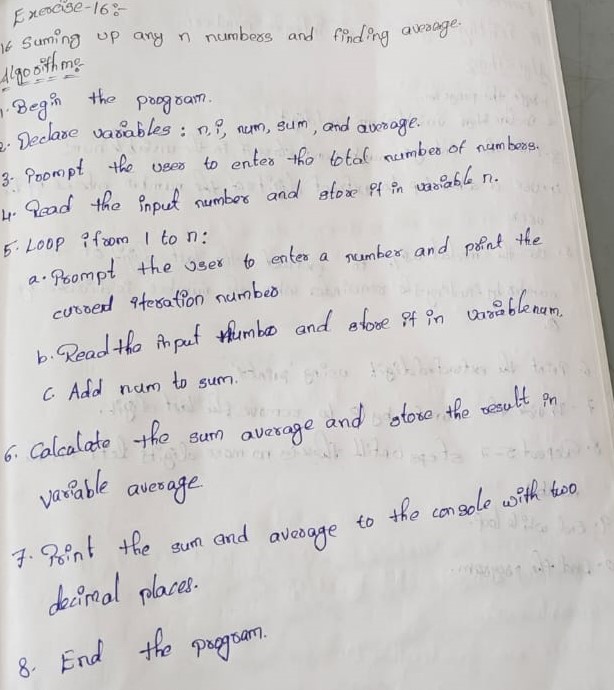 Exercise-16:-
16 Suming up any n numbers and finding average.
Algorithm:-
1. Begin the program.
2. Declare variables: n, i, num, sum, and average.
3. Prompt the user to enter the total number of numbers.
4. Read the input number and store it in variable n.
5. Loop i from 1 to n:
a. Prompt the user to enter a number and print the
current iteration number
b. Read the input number and store it in variable num.
c. Add num to sum.
6. Calculate the sum average and store the result in
variable average
7. Print the sum and average to the console with two
decimal places.
8. End the program.